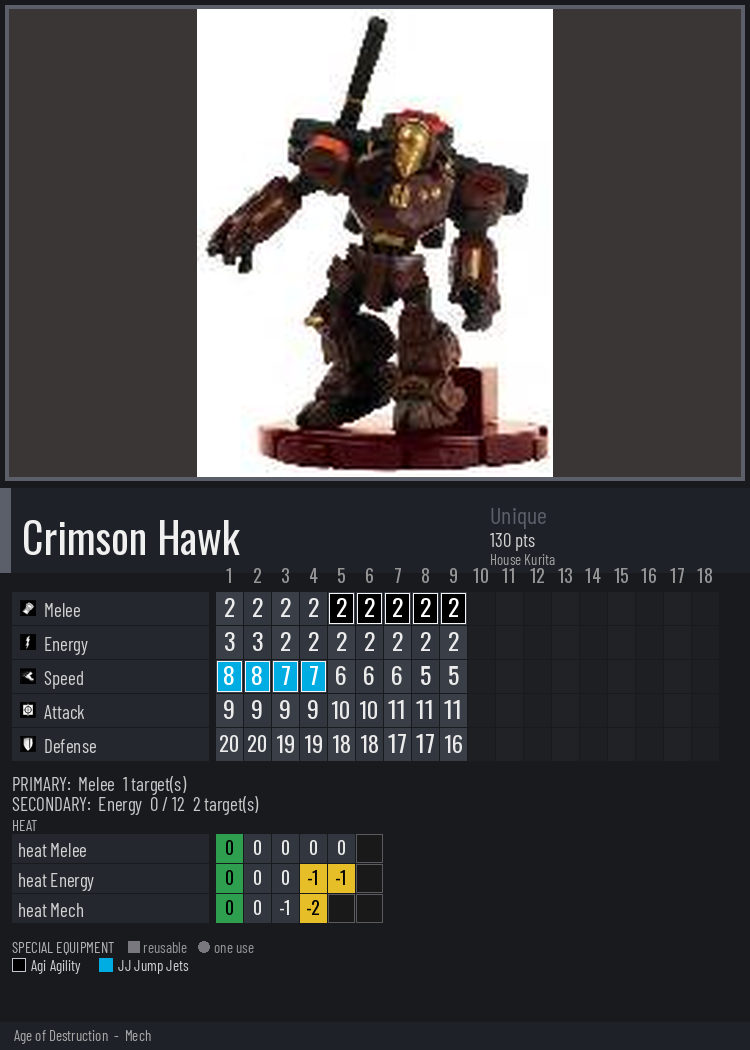 Crimson Hawk
Unique
130 pts
House Kurita
1 2 3 4 5 6 7 8 9 10 11 12 13 14 15 16 17 18
Melee 2 2 2 2 2 2 2 2 2
Energy 3 3 2 2 2 2 2 2 2
Speed 8 8 7 7 6 6 6 5 5
Attack 9 9 9 9 10 10 11 11 11
Defense 20 20 19 19 18 18 17 17 16
PRIMARY: Melee 1 target(s)
SECONDARY: Energy 0 / 12 2 target(s)
HEAT
heat Melee 0 0 0 0 0
heat Energy 0 0 0 -1 -1
heat Mech 0 0 -1 -2
SPECIAL EQUIPMENT reusable one use
Agi Agility JJ Jump Jets
Age of Destruction - Mech